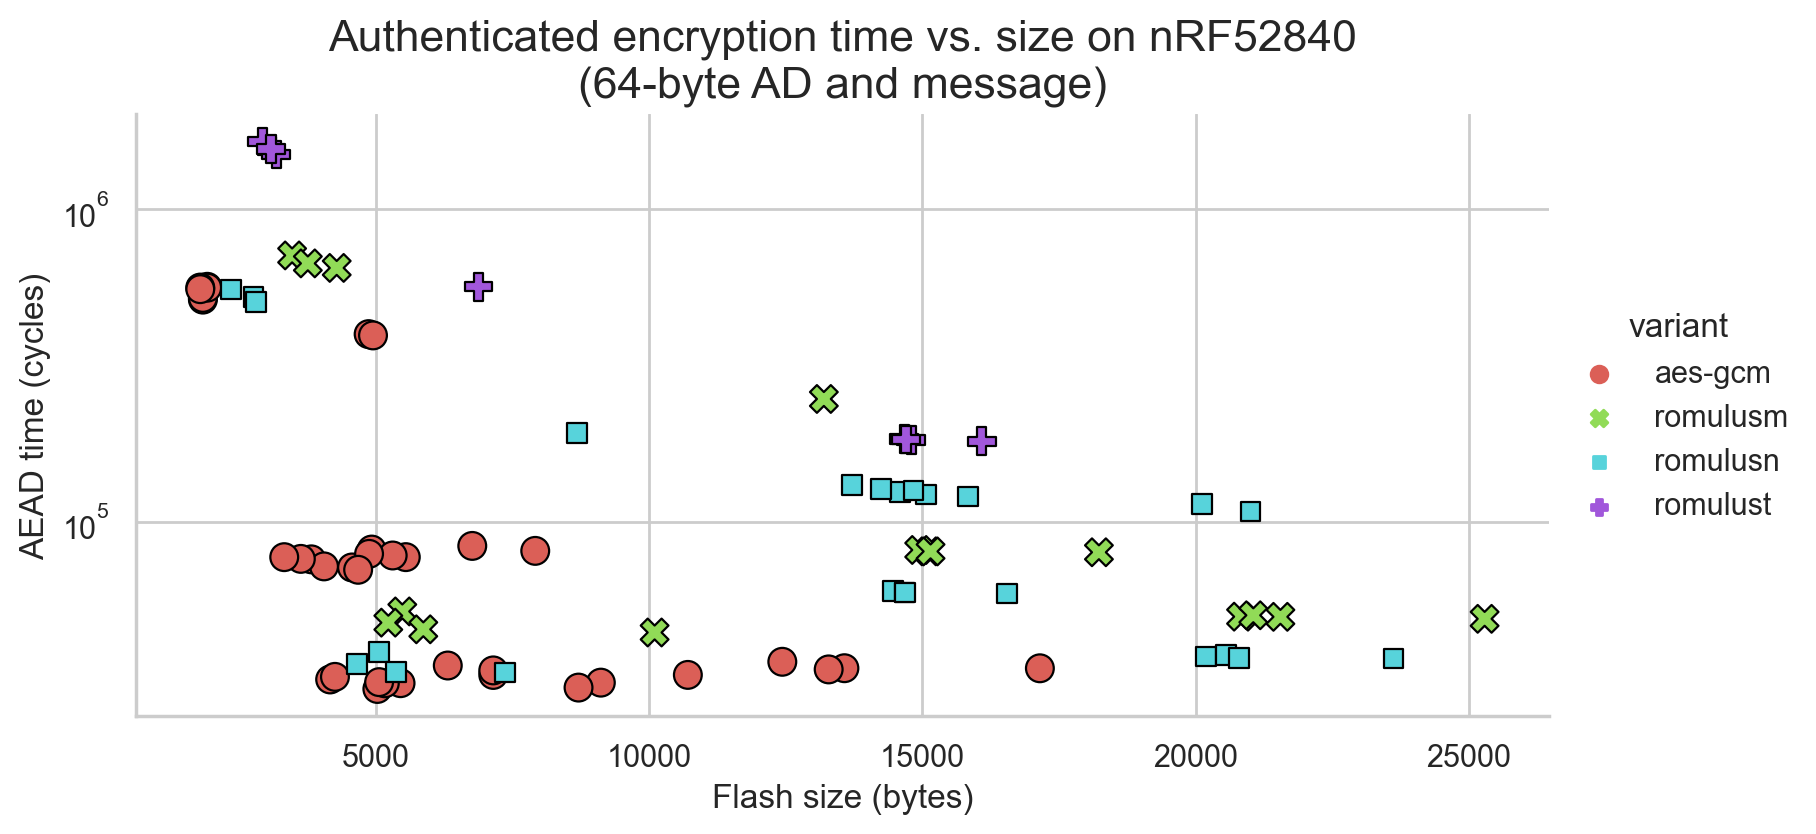 Authenticated encryption time vs. size on nRF52840
(64-byte AD and message)
10^6
10^5
AEAD time (cycles)
5000 10000 15000 20000 25000
Flash size (bytes)
variant
aes-gcm
romulusm
romulusn
romulust